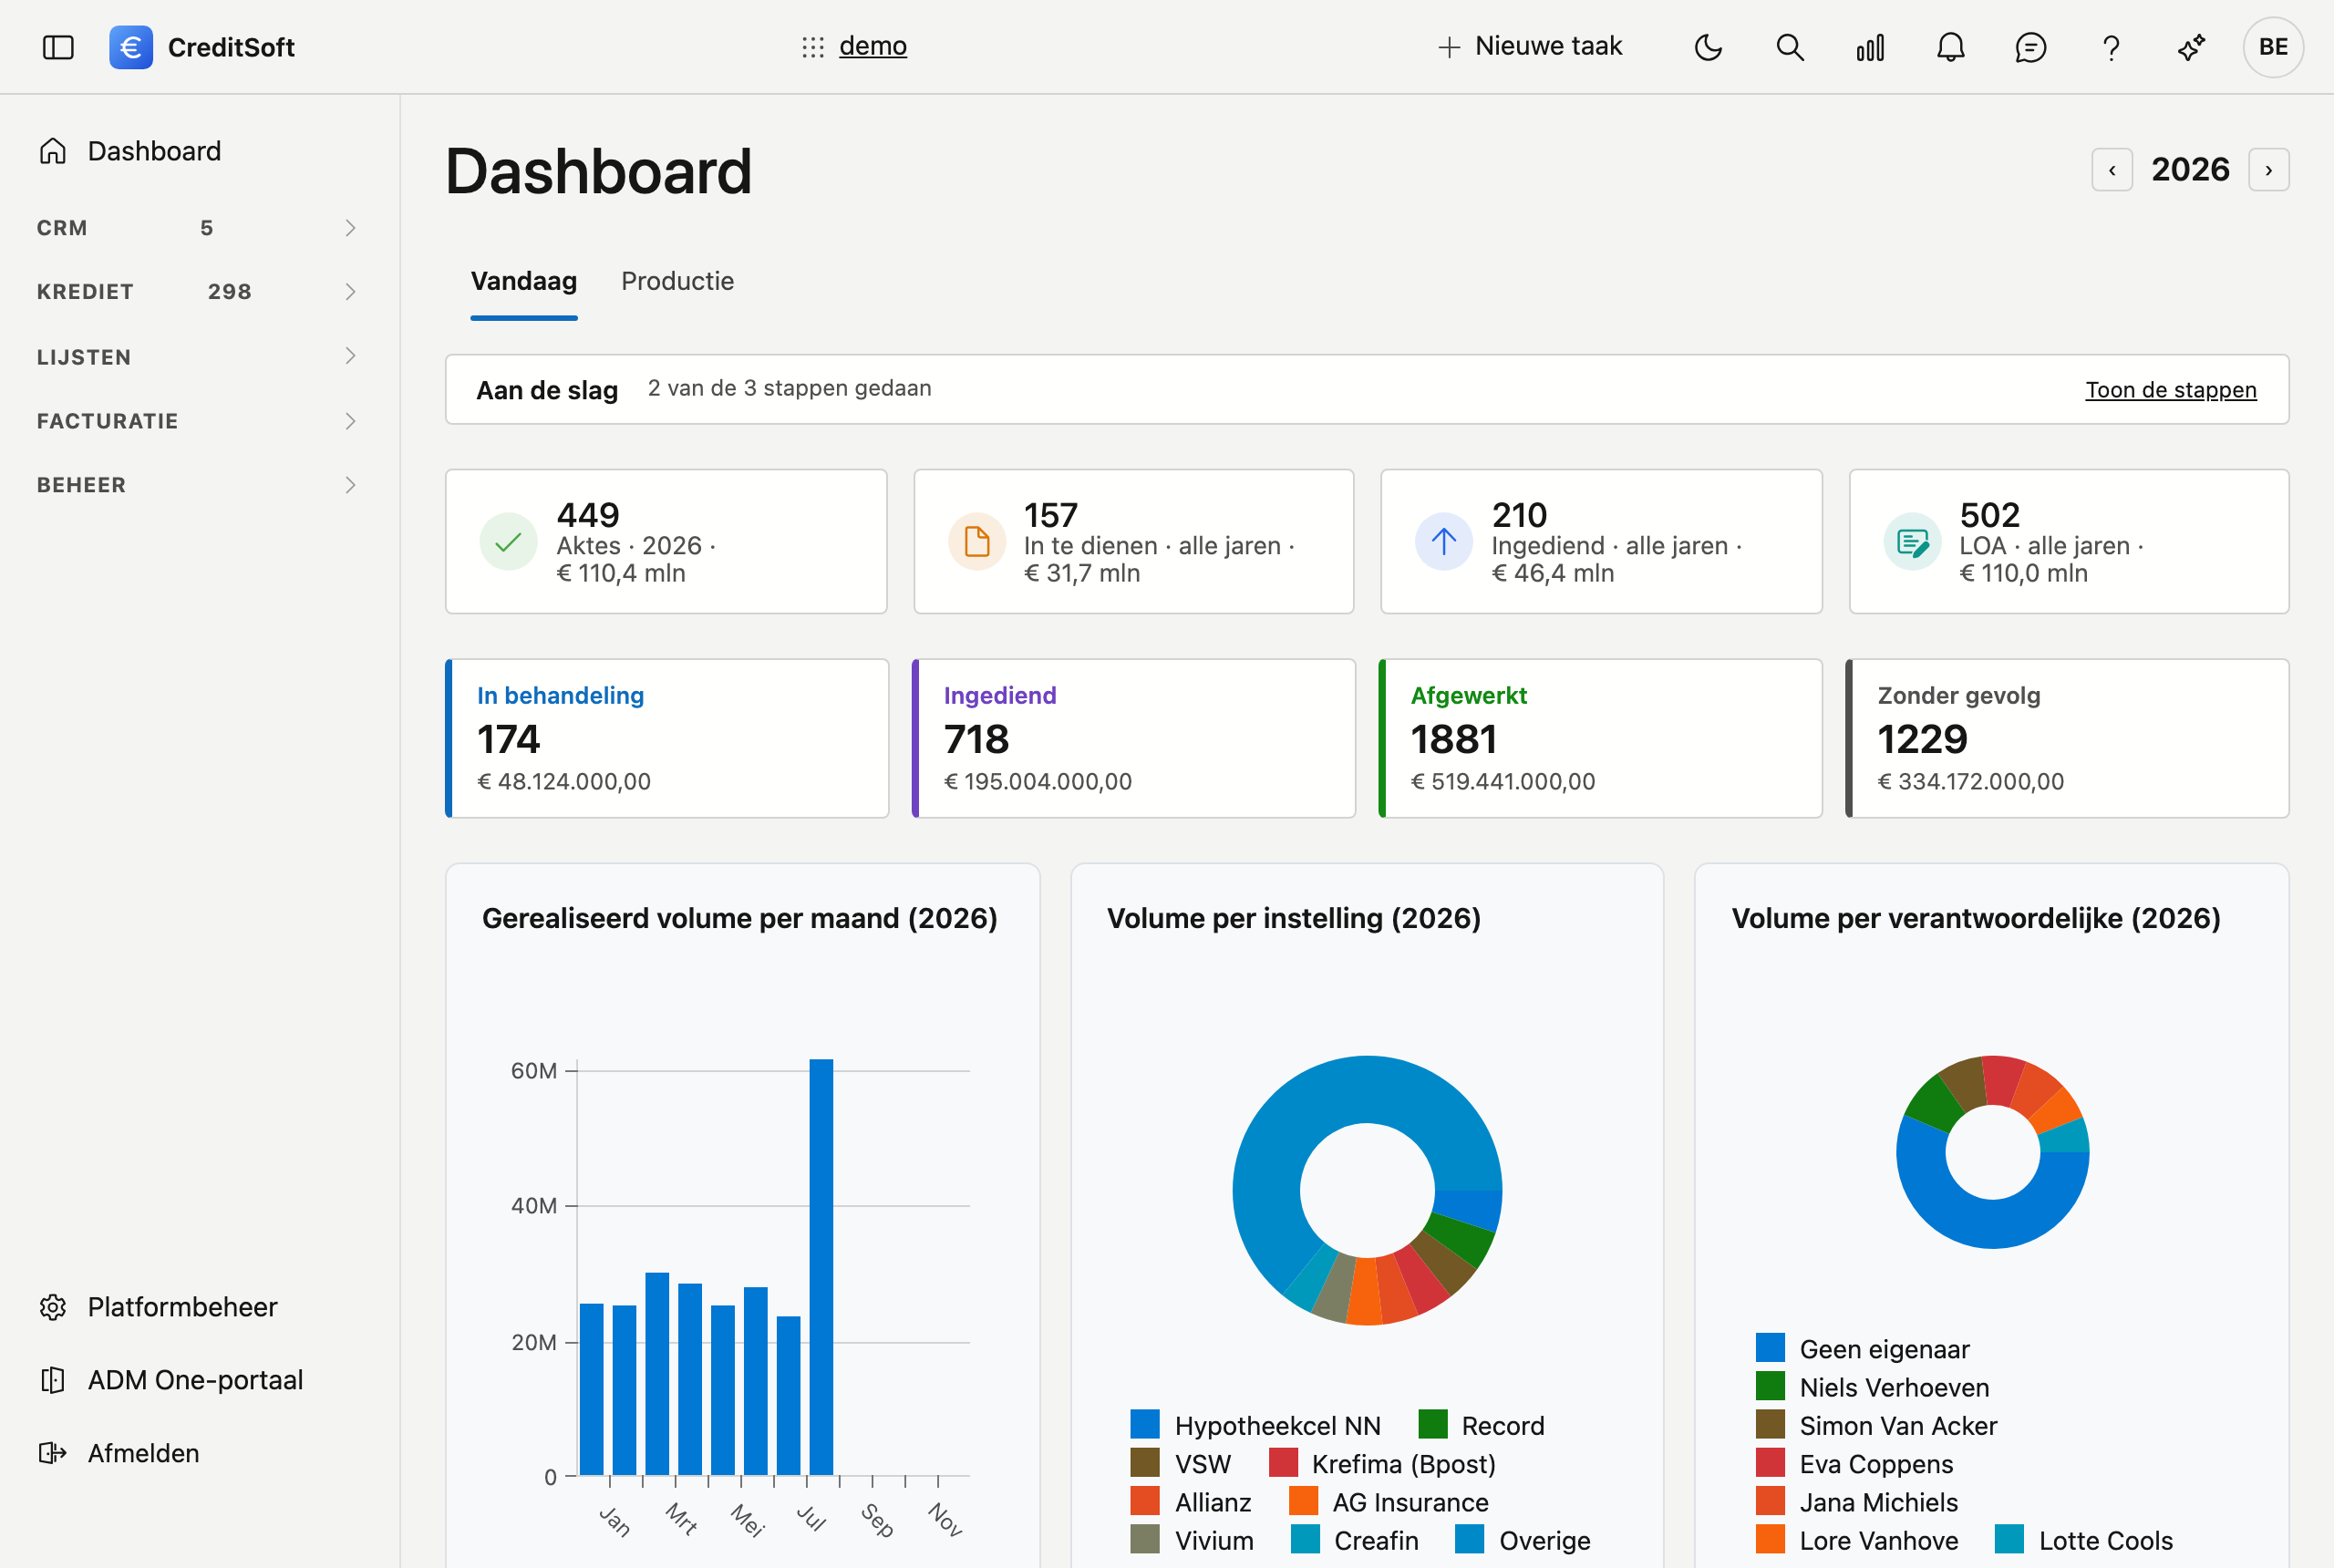 CreditSoft
demo
Nieuwe taak
BE
Dashboard
CRM 5
KREDIET 298
LIJSTEN
FACTURATIE
BEHEER
Platformbeheer
ADM One-portaal
Afmelden
Dashboard
‹ 2026 ›
Vandaag Productie
Aan de slag 2 van de 3 stappen gedaan Toon de stappen
449
Aktes · 2026 ·
€ 110,4 mln
157
In te dienen · alle jaren ·
€ 31,7 mln
210
Ingediend · alle jaren ·
€ 46,4 mln
502
LOA · alle jaren ·
€ 110,0 mln
In behandeling
174
€ 48.124.000,00
Ingediend
718
€ 195.004.000,00
Afgewerkt
1881
€ 519.441.000,00
Zonder gevolg
1229
€ 334.172.000,00
Gerealiseerd volume per maand (2026)
60M
40M
20M
0
Jan Mrt Mei Jul Sep Nov
Volume per instelling (2026)
Hypotheekcel NN Record
VSW Krefima (Bpost)
Allianz AG Insurance
Vivium Creafin Overige
Volume per verantwoordelijke (2026)
Geen eigenaar
Niels Verhoeven
Simon Van Acker
Eva Coppens
Jana Michiels
Lore Vanhove Lotte Cools